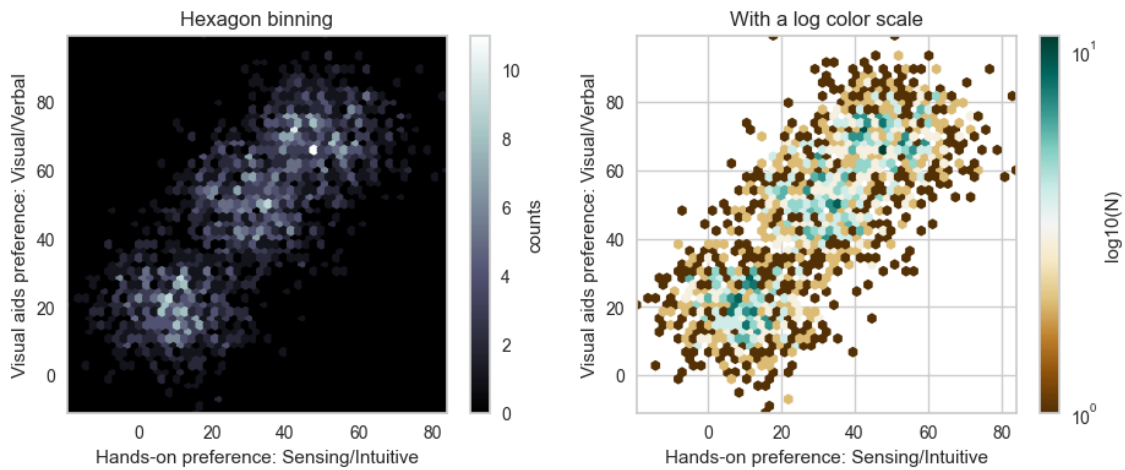 Hexagon binning
Visual aids preference: Visual/Verbal
80
60
40
20
0
0 20 40 60 80
Hands-on preference: Sensing/Intuitive
10
8
6
4
2
0
counts
With a log color scale
Visual aids preference: Visual/Verbal
80
60
40
20
0
0 20 40 60 80
Hands-on preference: Sensing/Intuitive
10¹
10⁰
log10(N)